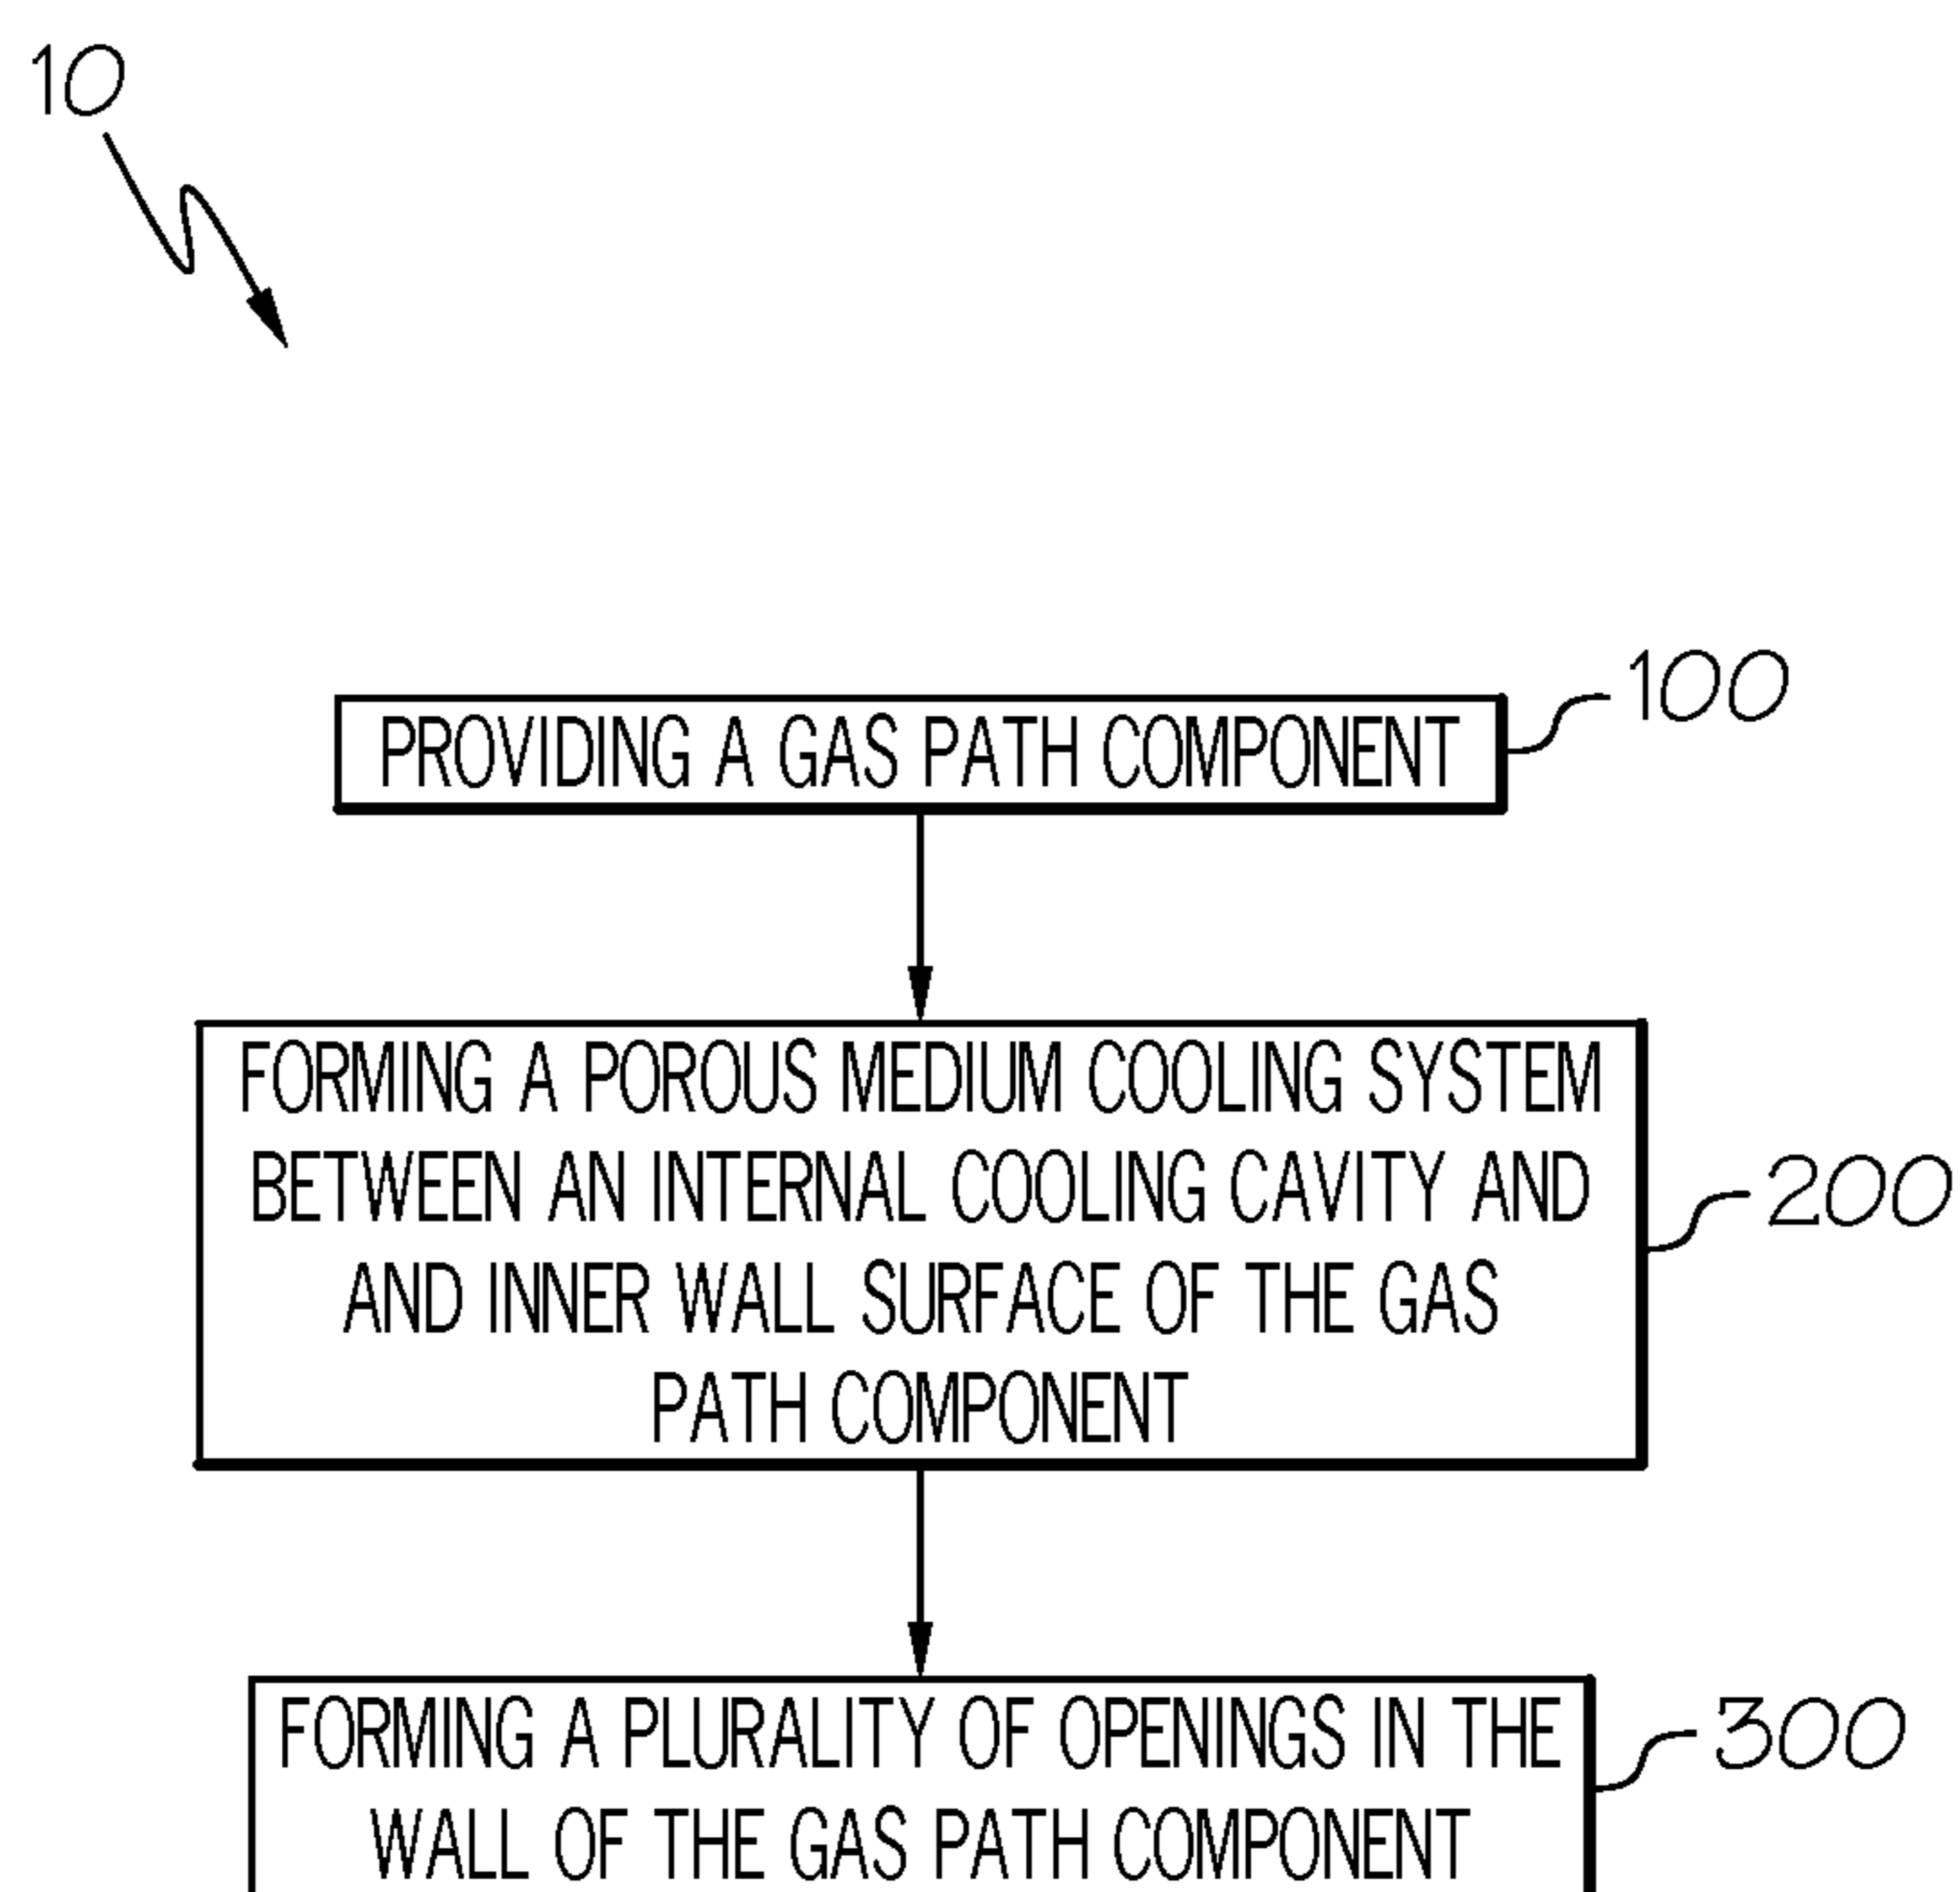 10
PROVIDING A GAS PATH COMPONENT
100
FORMING A POROUS MEDIUM COOLING SYSTEM
BETWEEN AN INTERNAL COOLING CAVITY AND
AND INNER WALL SURFACE OF THE GAS
PATH COMPONENT
200
FORMING A PLURALITY OF OPENINGS IN THE
WALL OF THE GAS PATH COMPONENT
300